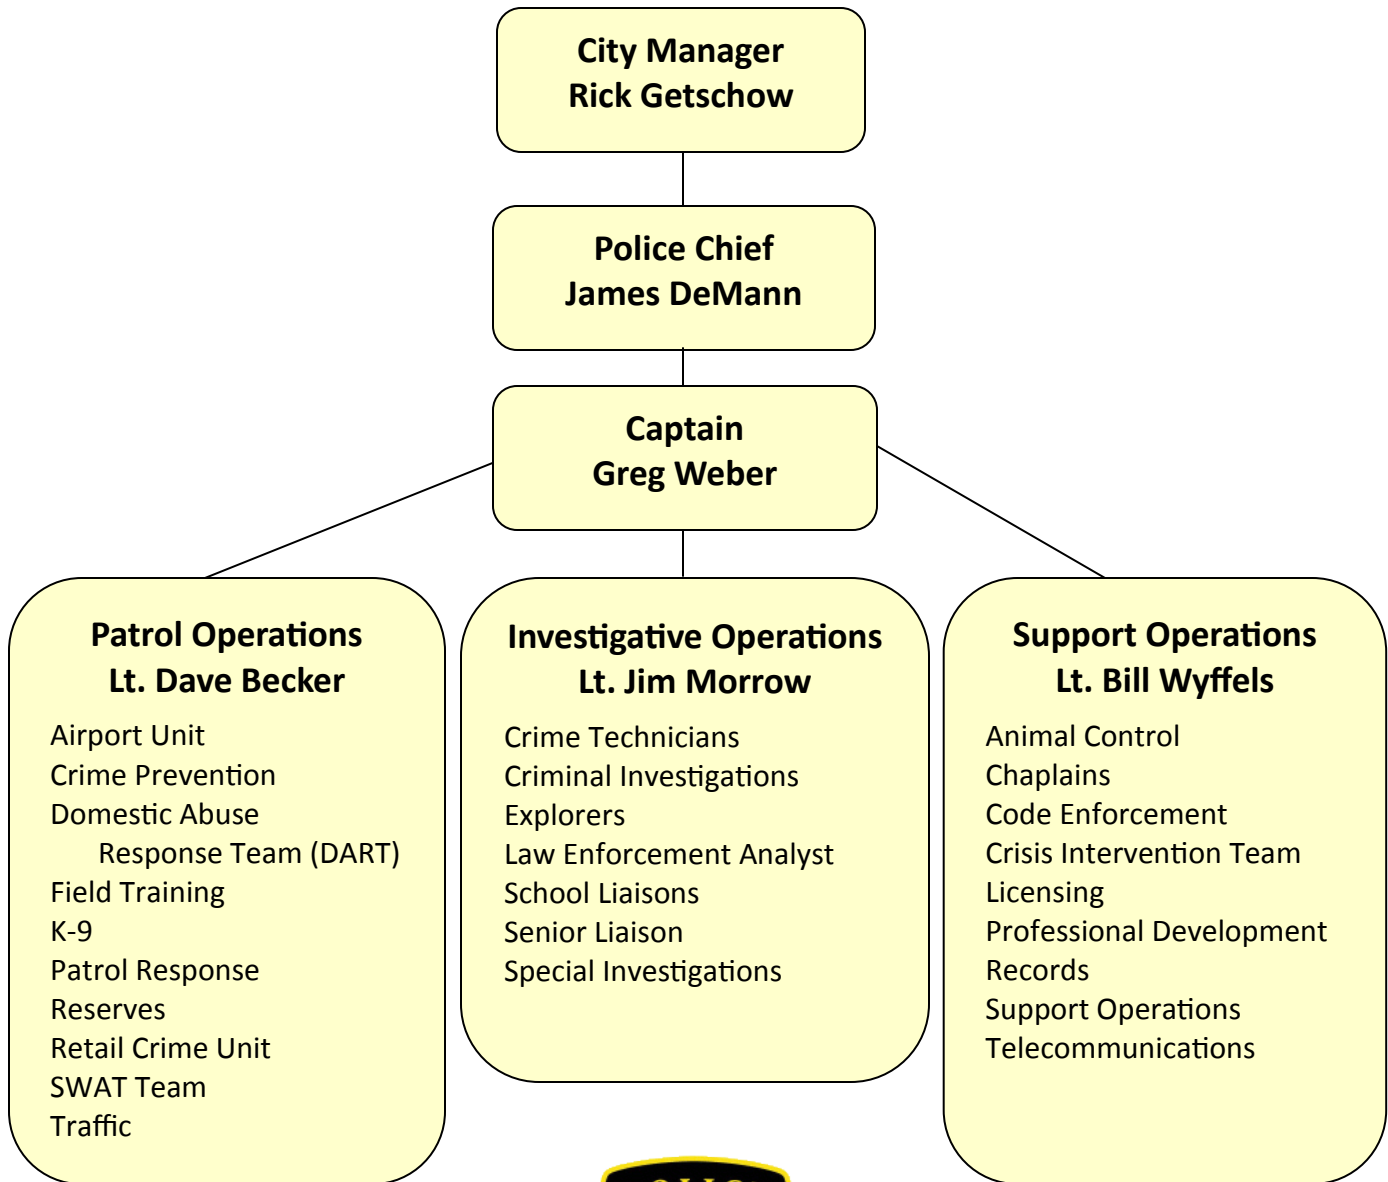 City Manager
Rick Getschow
Police Chief
James DeMann
Captain
Greg Weber
Patrol Operations
Lt. Dave Becker
Airport Unit
Crime Prevention
Domestic Abuse
Response Team (DART)
Field Training
K-9
Patrol Response
Reserves
Retail Crime Unit
SWAT Team
Traffic
Investigative Operations
Lt. Jim Morrow
Crime Technicians
Criminal Investigations
Explorers
Law Enforcement Analyst
School Liaisons
Senior Liaison
Special Investigations
Support Operations
Lt. Bill Wyffels
Animal Control
Chaplains
Code Enforcement
Crisis Intervention Team
Licensing
Professional Development
Records
Support Operations
Telecommunications